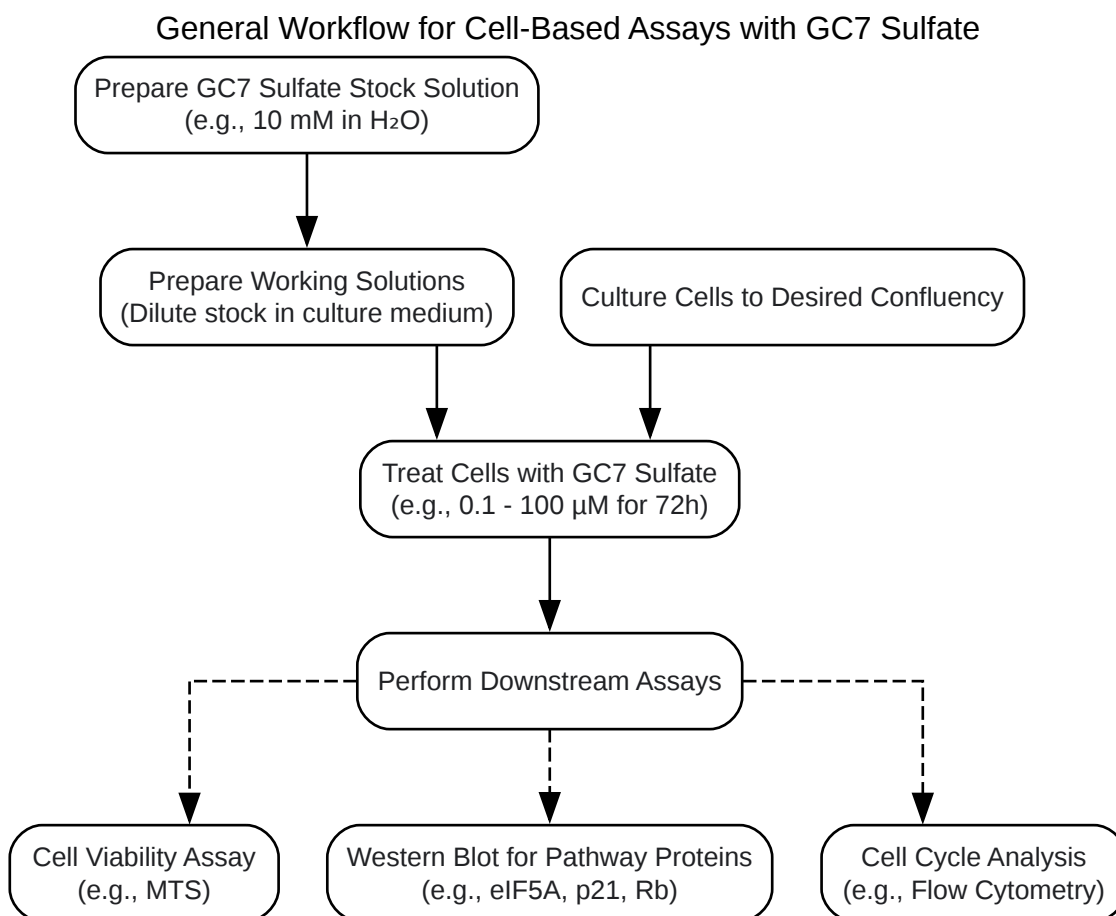 General Workflow for Cell-Based Assays with GC7 Sulfate
Prepare GC7 Sulfate Stock Solution
(e.g., 10 mM in H₂O)
Prepare Working Solutions
(Dilute stock in culture medium)
Culture Cells to Desired Confluency
Treat Cells with GC7 Sulfate
(e.g., 0.1 - 100 µM for 72h)
Perform Downstream Assays
Cell Viability Assay
(e.g., MTS)
Western Blot for Pathway Proteins
(e.g., eIF5A, p21, Rb)
Cell Cycle Analysis
(e.g., Flow Cytometry)